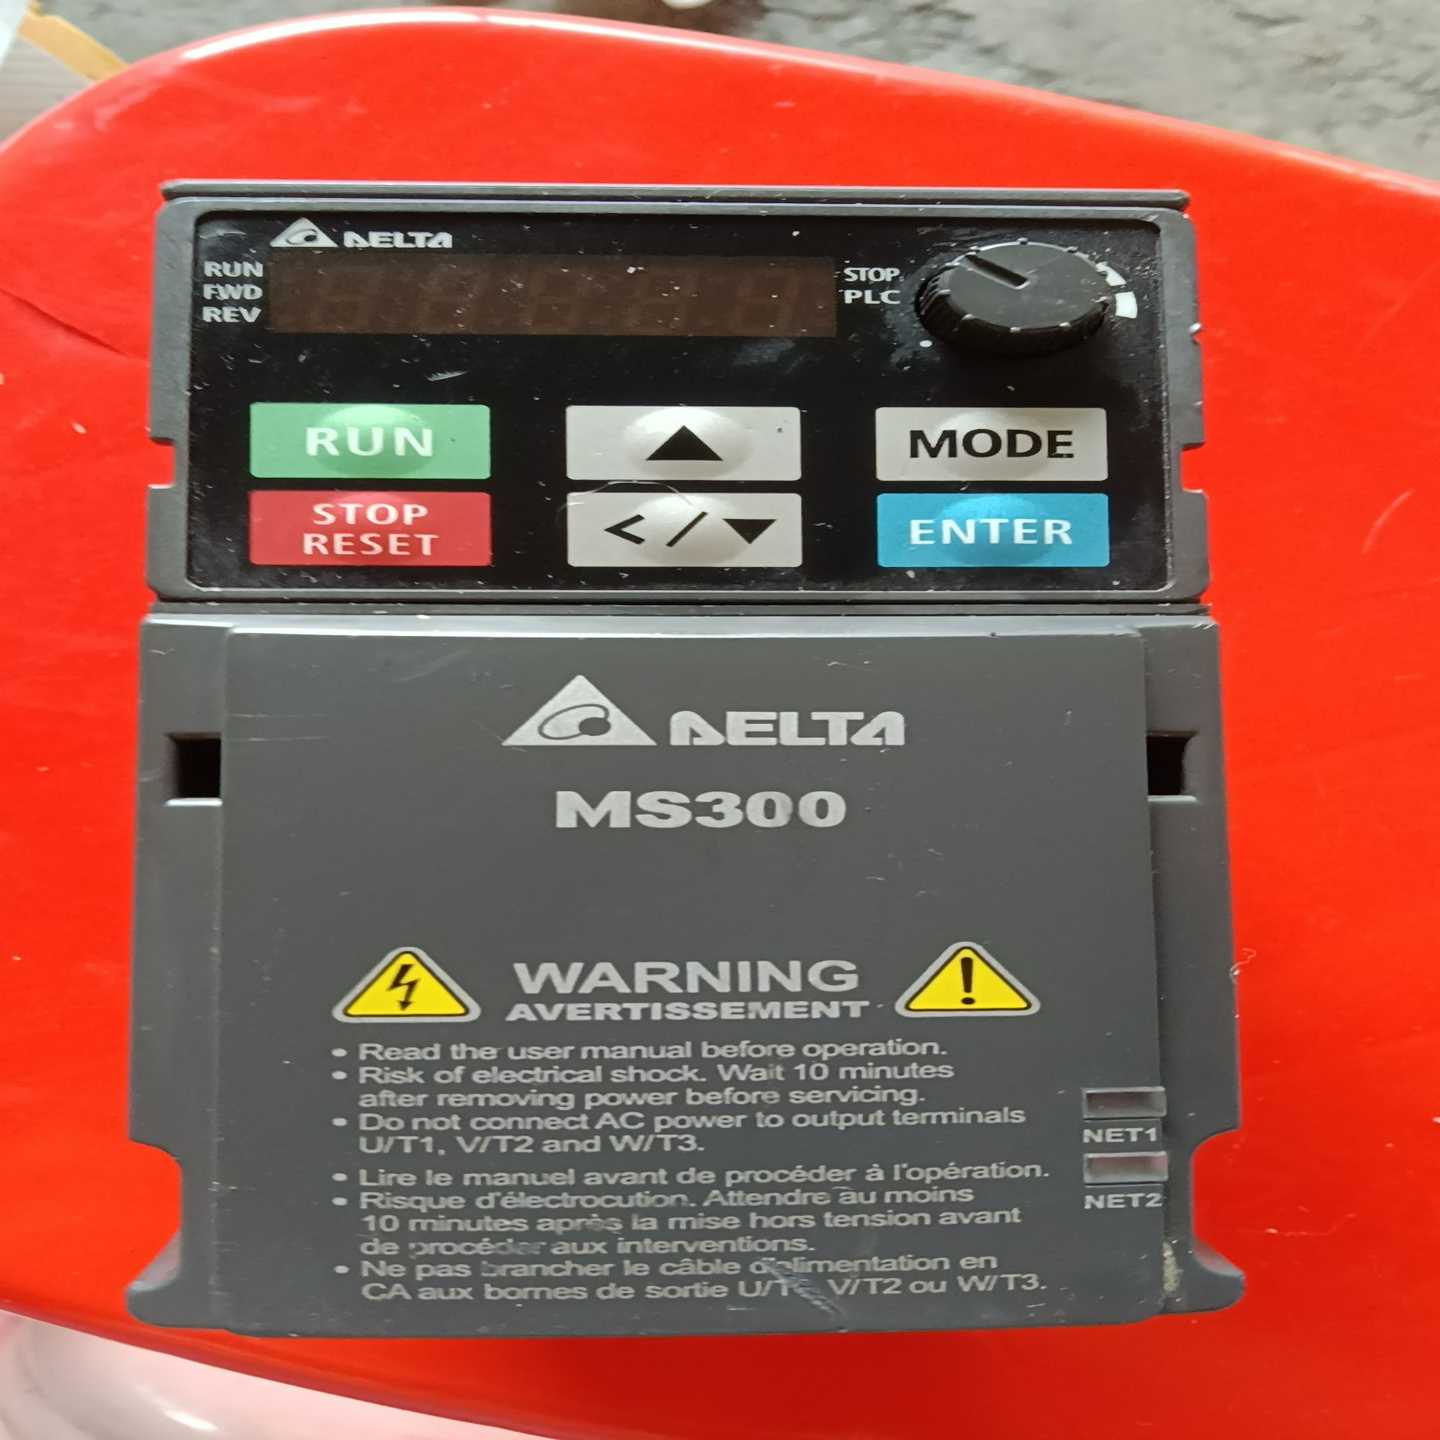 DELTA
RUN
FWD
REV
STOP
PLC
RUN
MODE
STOP
RESET
ENTER
DELTA
MS300
WARNING
AVERTISSEMENT
• Read the user manual before operation.
• Risk of electrical shock. Wait 10 minutes
after removing power before servicing.
• Do not connect AC power to output terminals
U/T1, V/T2 and W/T3.
NET1
• Lire le manuel avant de procéder à l'opération.
NET2
• Risque d'électrocution. Attendre au moins
10 minutes après la mise hors tension avant
de procéder aux interventions.
• Ne pas brancher le câble d'alimentation en
CA aux bornes de sortie V/T2 ou W/T3.